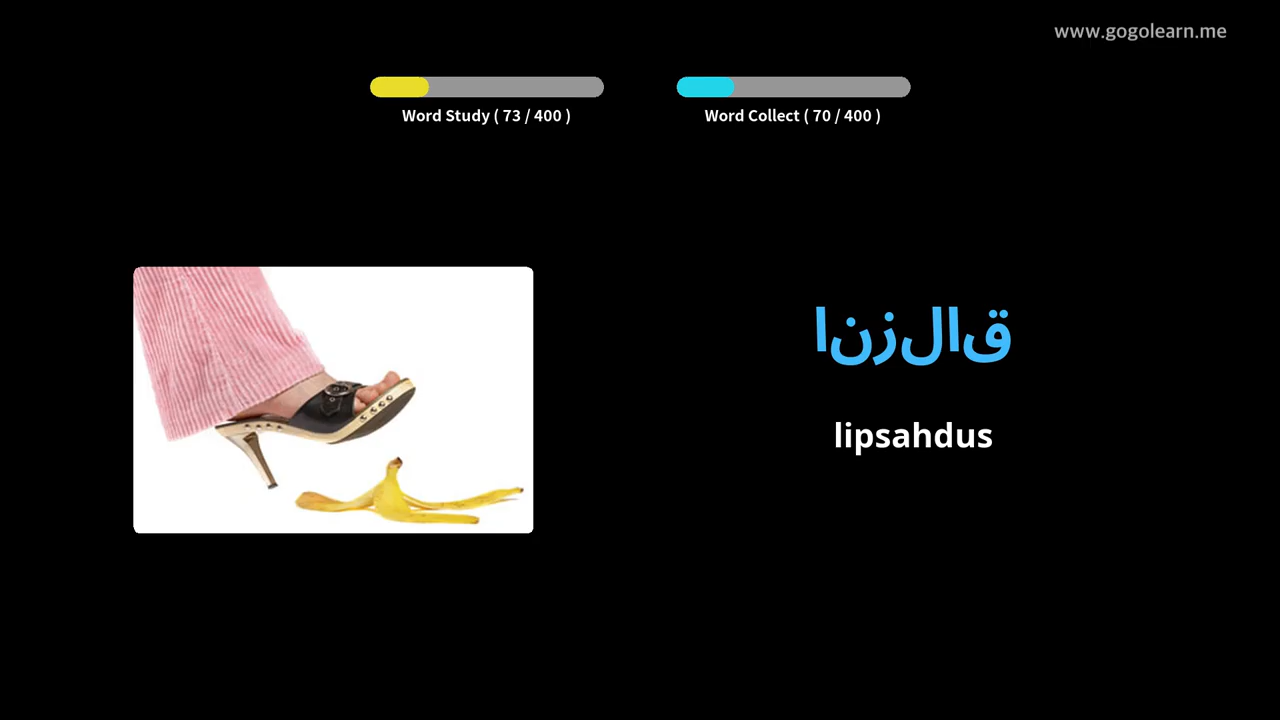 www.gogolearn.me
Word Study ( 73 / 400 )
Word Collect ( 70 / 400 )
انزلاق
lipsahdus